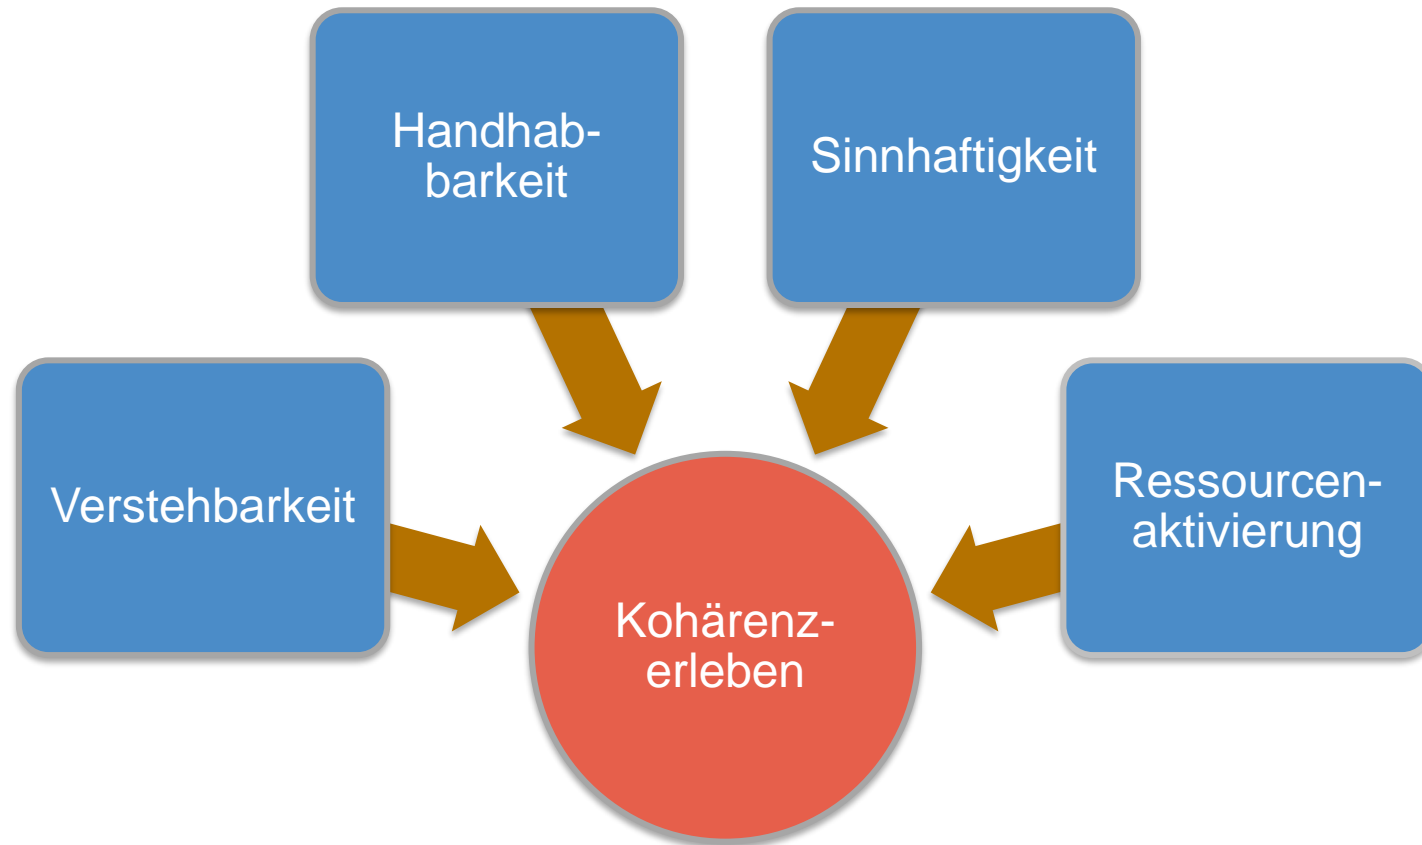 Handhab-
barkeit
Sinnhaftigkeit
Verstehbarkeit
Ressourcen-
aktivierung
Kohärenz-
erleben